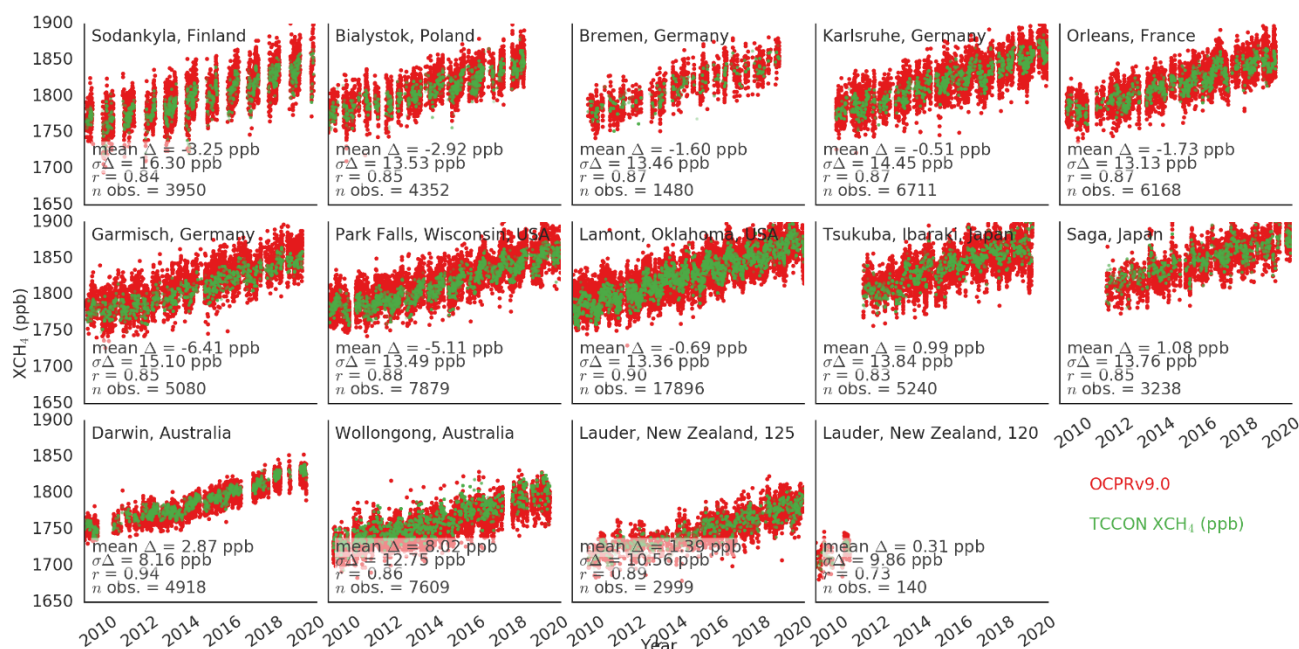 1900
1850
1800
1750
1700
1650
Sodankyla, Finland
mean Δ = -3.25 ppb
σΔ = 16.30 ppb
r = 0.84
n obs. = 3950
Bialystok, Poland
mean Δ = -2.92 ppb
σΔ = 13.53 ppb
r = 0.85
n obs. = 4352
Bremen, Germany
mean Δ = -1.60 ppb
σΔ = 13.46 ppb
r = 0.87
n obs. = 1480
Karlsruhe, Germany
mean Δ = -0.51 ppb
σΔ = 14.45 ppb
r = 0.87
n obs. = 6711
Orleans, France
mean Δ = -1.73 ppb
σΔ = 13.13 ppb
r = 0.87
n obs. = 6168
XCH₄ (ppb)
1900
1850
1800
1750
1700
1650
Garmisch, Germany
mean Δ = -6.41 ppb
σΔ = 15.10 ppb
r = 0.85
n obs. = 5080
Park Falls, Wisconsin, USA
mean Δ = -5.11 ppb
σΔ = 13.49 ppb
r = 0.88
n obs. = 7879
Lamont, Oklahoma, USA
mean Δ = -0.69 ppb
σΔ = 13.36 ppb
r = 0.90
n obs. = 17896
Tsukuba, Ibaraki, Japan
mean Δ = 0.99 ppb
σΔ = 13.84 ppb
r = 0.83
n obs. = 5240
Saga, Japan
mean Δ = 1.08 ppb
σΔ = 13.76 ppb
r = 0.85
n obs. = 3238
2010 2012 2014 2016 2018 2020
1900
1850
1800
1750
1700
1650
Darwin, Australia
mean Δ = 2.87 ppb
σΔ = 8.16 ppb
r = 0.94
n obs. = 4918
Wollongong, Australia
mean Δ = 8.02 ppb
σΔ = 12.75 ppb
r = 0.86
n obs. = 7609
Lauder, New Zealand, 125
mean Δ = 1.39 ppb
σΔ = 10.56 ppb
r = 0.89
n obs. = 2999
Lauder, New Zealand, 120
mean Δ = 0.31 ppb
σΔ = 9.86 ppb
r = 0.73
n obs. = 140
OCPRv9.0
TCCON XCH₄ (ppb)
2010 2012 2014 2016 2018 2020
2010 2012 2014 2016 2018 2020
2010 2012 2014 2016 2018 2020
2010 2012 2014 2016 2018 2020
Year